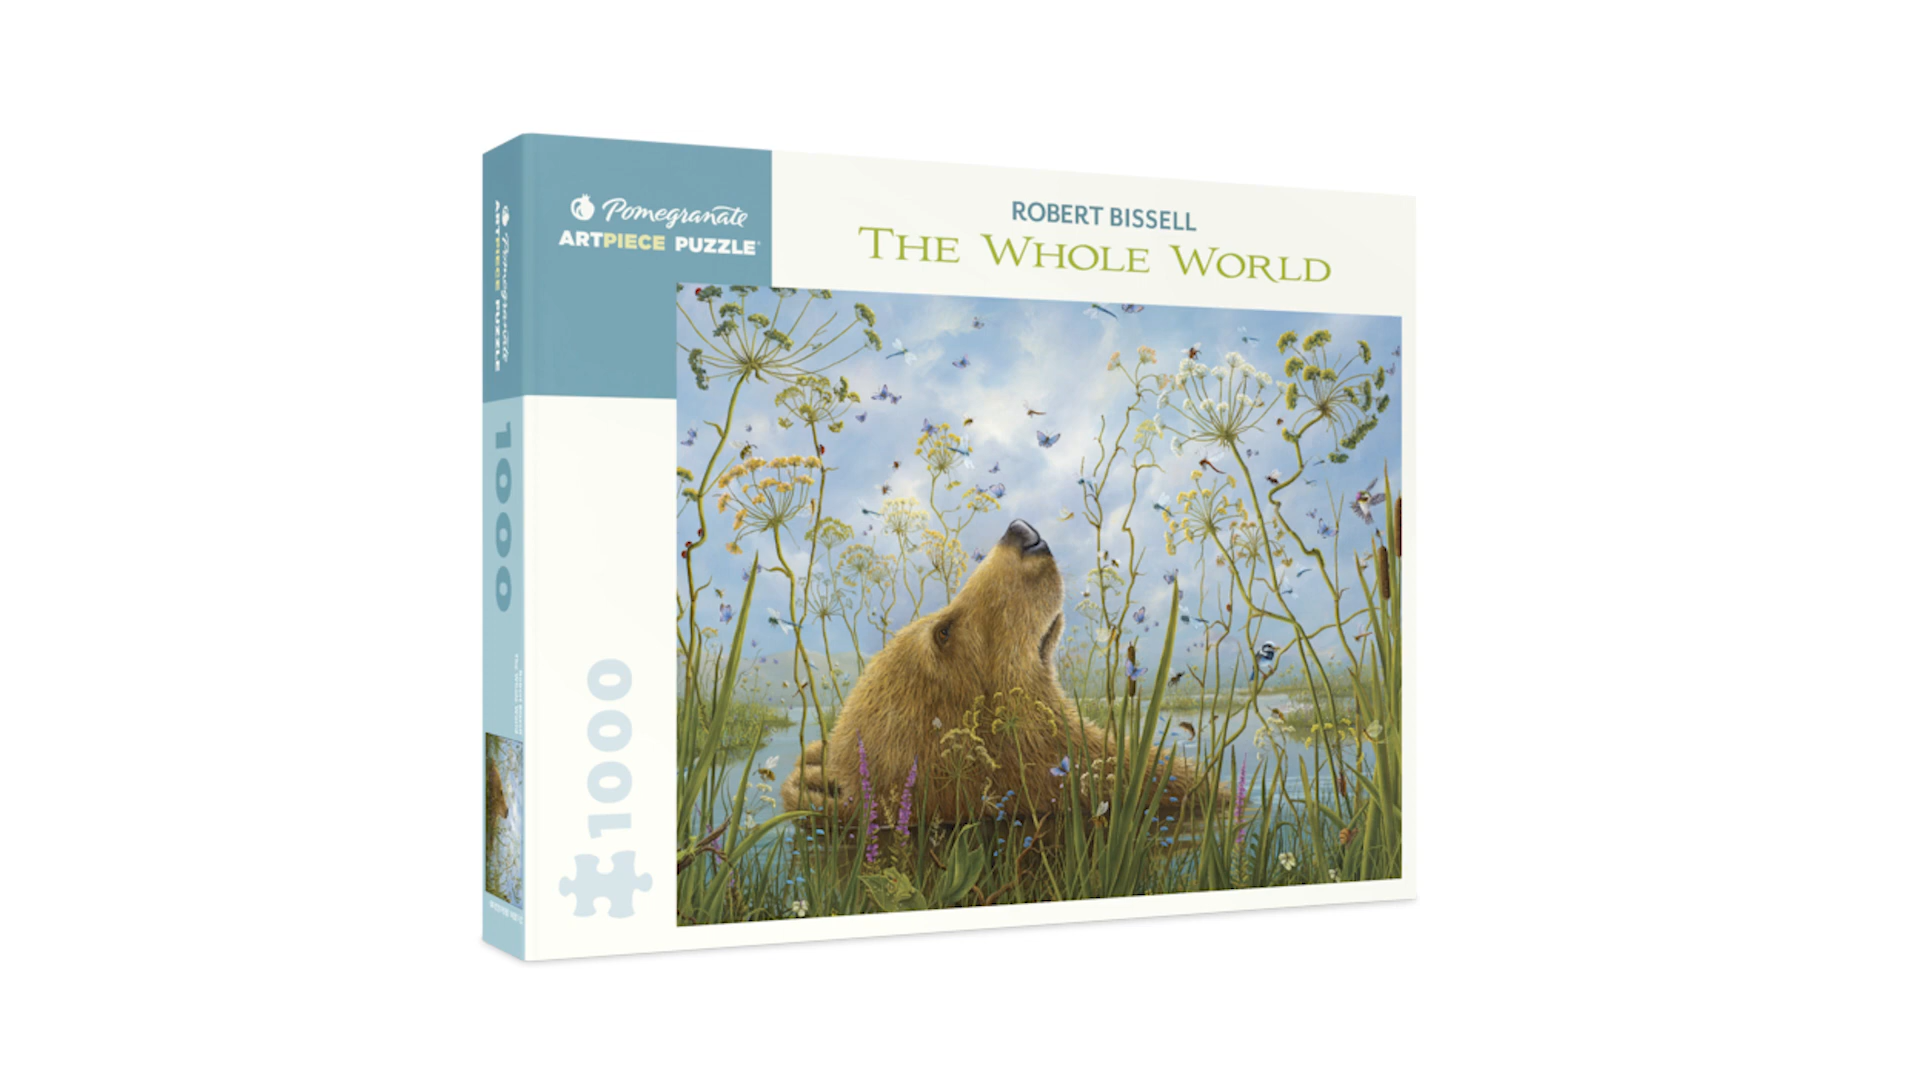 Pomegranate
ARTPIECE PUZZLE
ROBERT BISSELL
THE WHOLE WORLD
1000
Pomegranate
ARTPIECE PUZZLE
1000